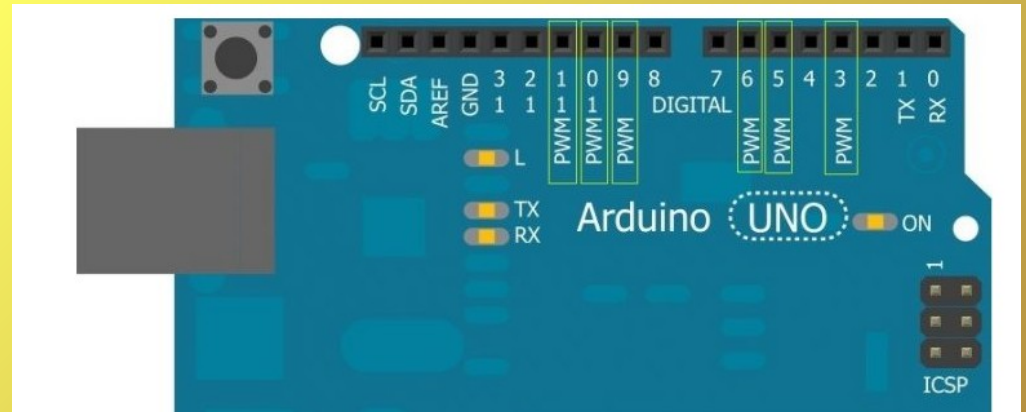 SCL SDA AREF GND 13 12 11 10 9 8 7 6 5 4 3 2 1 0
DIGITAL
PWM PWM PWM PWM PWM PWM TX RX
L
TX
RX
Arduino UNO ON
1
ICSP